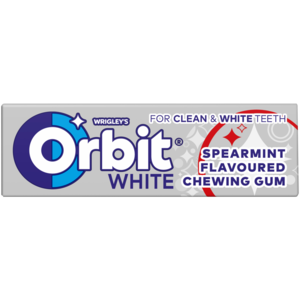 WRIGLEY'S
Orbit®
WHITE
FOR CLEAN & WHITE TEETH
SPEARMINT
FLAVOURED
CHEWING GUM